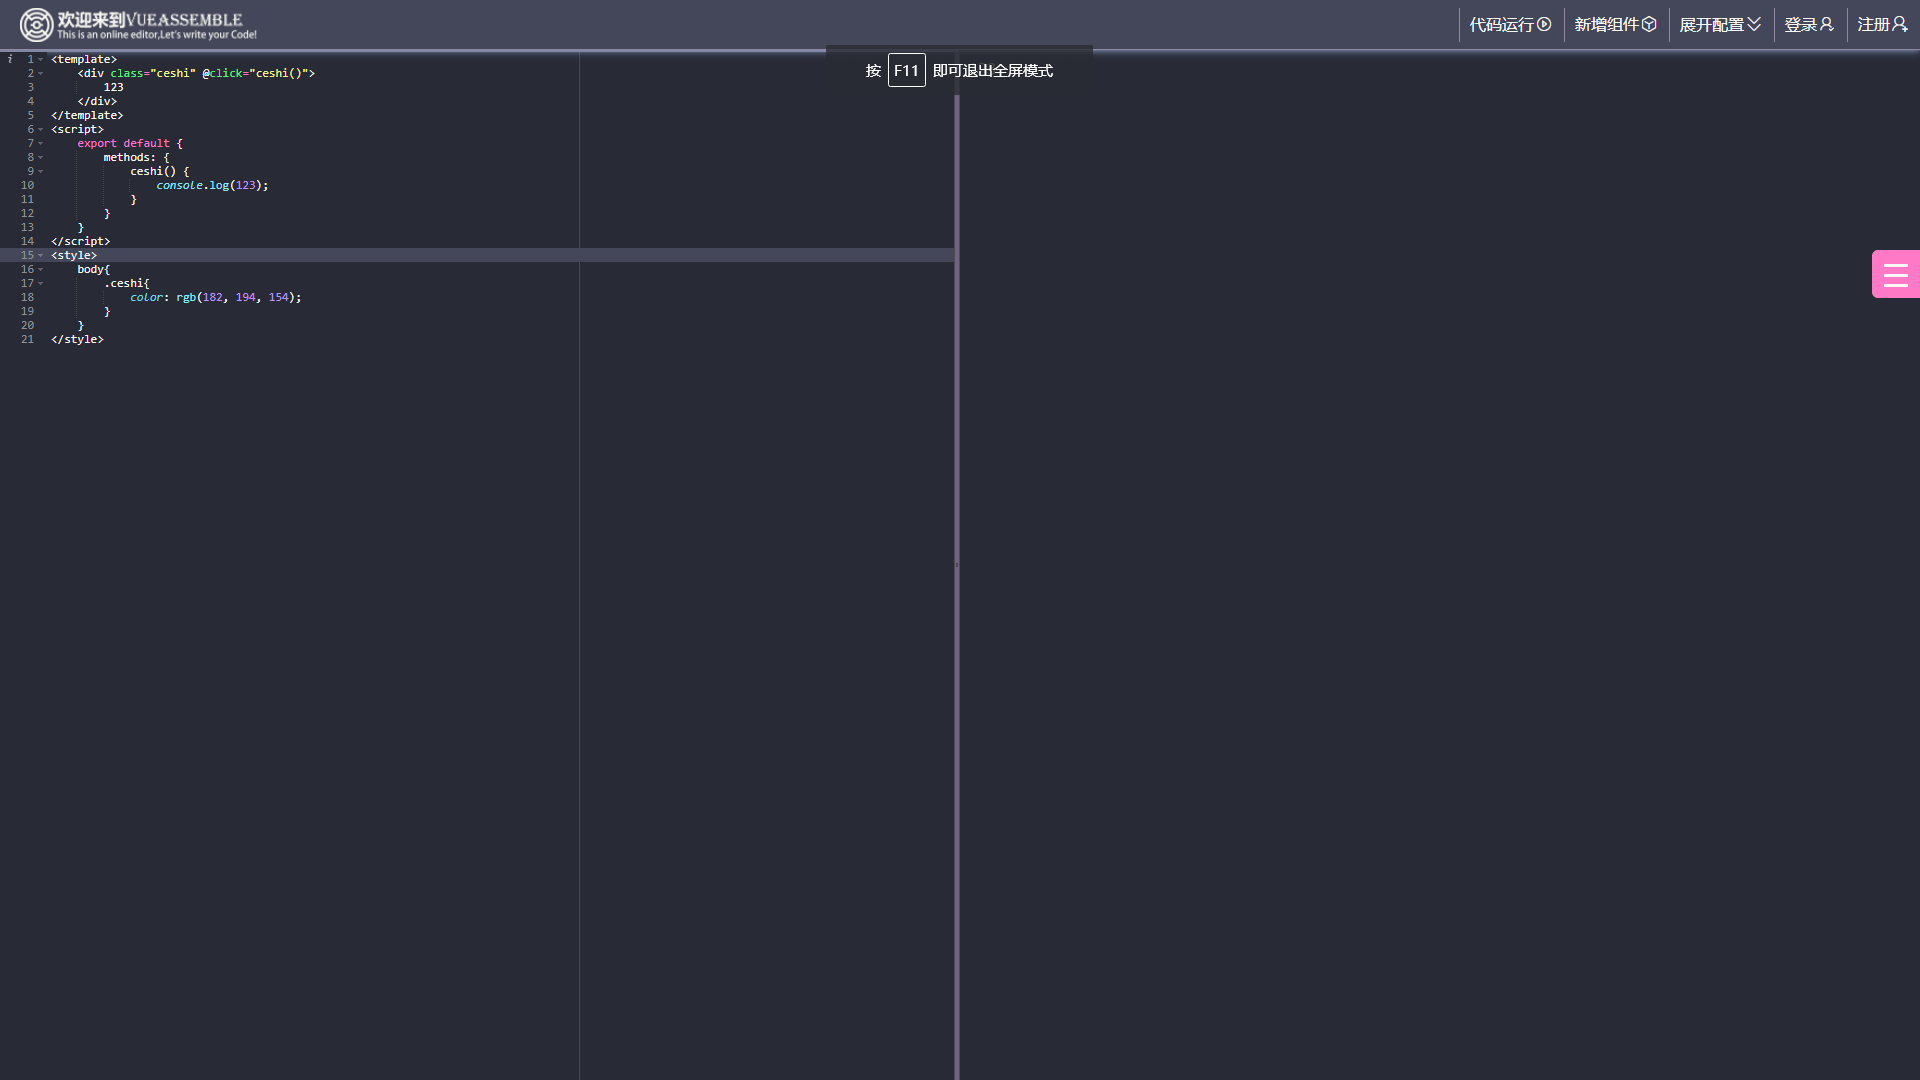 欢迎来到VUEASSEMBLE
This is an online editor,Let's write your Code!
代码运行 新增组件 展开配置 登录 注册
按 F11 即可退出全屏模式
i 1 <template>
2 <div class="ceshi" @click="ceshi()">
3 123
4 </div>
5 </template>
6 <script>
7 export default {
8 methods: {
9 ceshi() {
10 console.log(123);
11 }
12 }
13 }
14 </script>
15 <style>
16 body{
17 .ceshi{
18 color: rgb(182, 194, 154);
19 }
20 }
21 </style>